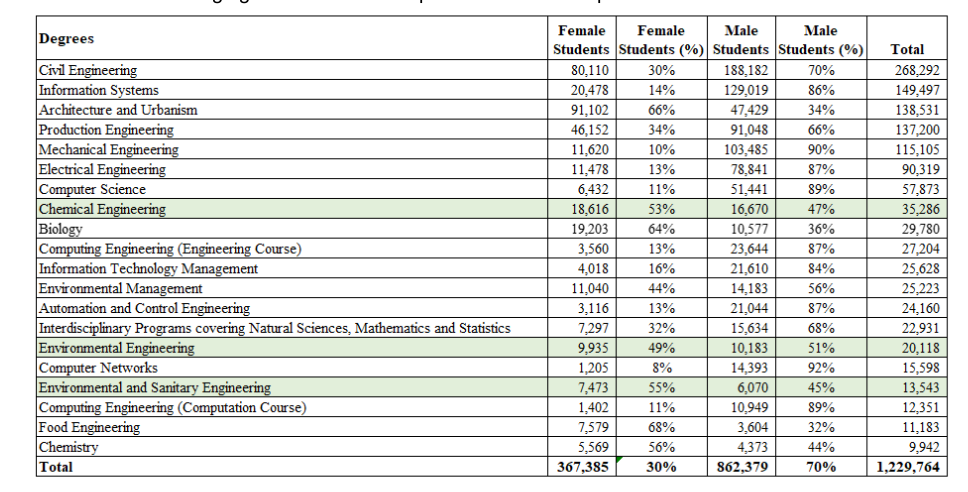 Degrees Female Students Female Students (%) Male Students Male Students (%) Total
Civil Engineering 80,110 30% 188,182 70% 268,292
Information Systems 20,478 14% 129,019 86% 149,497
Architecture and Urbanism 91,102 66% 47,429 34% 138,531
Production Engineering 46,152 34% 91,048 66% 137,200
Mechanical Engineering 11,620 10% 103,485 90% 115,105
Electrical Engineering 11,478 13% 78,841 87% 90,319
Computer Science 6,432 11% 51,441 89% 57,873
Chemical Engineering 18,616 53% 16,670 47% 35,286
Biology 19,203 64% 10,577 36% 29,780
Computing Engineering (Engineering Course) 3,560 13% 23,644 87% 27,204
Information Technology Management 4,018 16% 21,610 84% 25,628
Environmental Management 11,040 44% 14,183 56% 25,223
Automation and Control Engineering 3,116 13% 21,044 87% 24,160
Interdisciplinary Programs covering Natural Sciences, Mathematics and Statistics 7,297 32% 15,634 68% 22,931
Environmental Engineering 9,935 49% 10,183 51% 20,118
Computer Networks 1,205 8% 14,393 92% 15,598
Environmental and Sanitary Engineering 7,473 55% 6,070 45% 13,543
Computing Engineering (Computation Course) 1,402 11% 10,949 89% 12,351
Food Engineering 7,579 68% 3,604 32% 11,183
Chemistry 5,569 56% 4,373 44% 9,942
Total 367,385 30% 862,379 70% 1,229,764